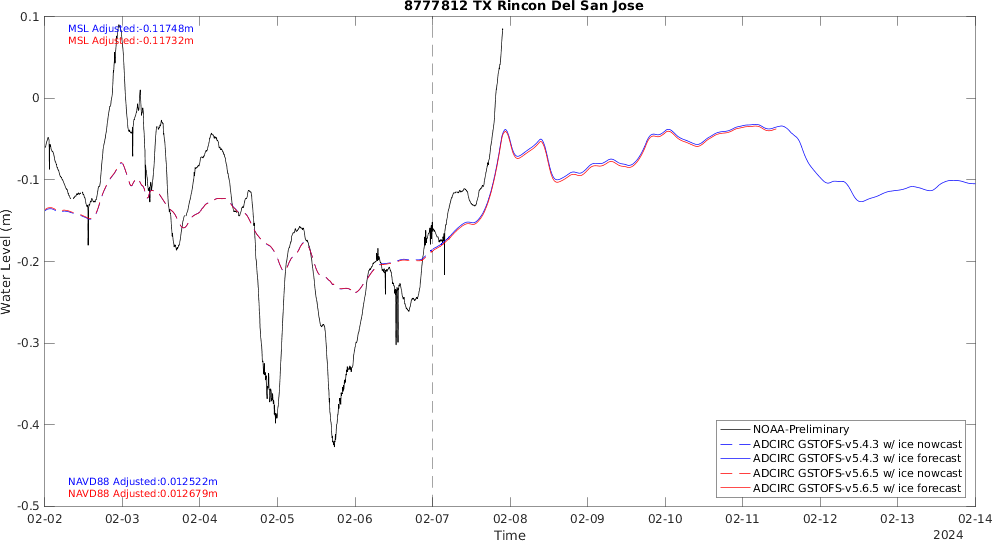 8777812 TX Rincon Del San Jose
MSL Adjusted:-0.11748m
MSL Adjusted:-0.11732m
0.1
0
-0.1
-0.2
-0.3
-0.4
-0.5
Water Level (m)
NAVD88 Adjusted:0.012522m
NAVD88 Adjusted:0.012679m
NOAA-Preliminary
ADCIRC GSTOFS-v5.4.3 w/ ice nowcast
ADCIRC GSTOFS-v5.4.3 w/ ice forecast
ADCIRC GSTOFS-v5.6.5 w/ ice nowcast
ADCIRC GSTOFS-v5.6.5 w/ ice forecast
02-02 02-03 02-04 02-05 02-06 02-07 02-08 02-09 02-10 02-11 02-12 02-13 02-14
Time
2024